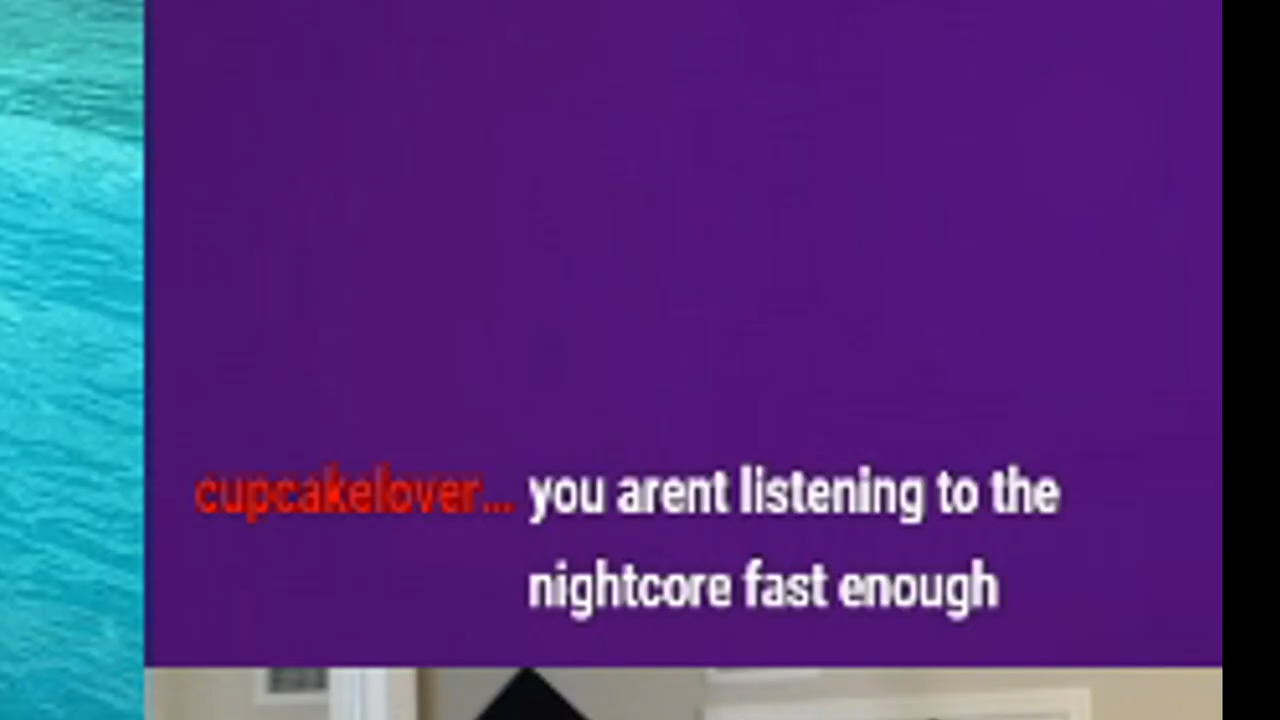 cupcakelover... you arent listening to the
nightcore fast enough